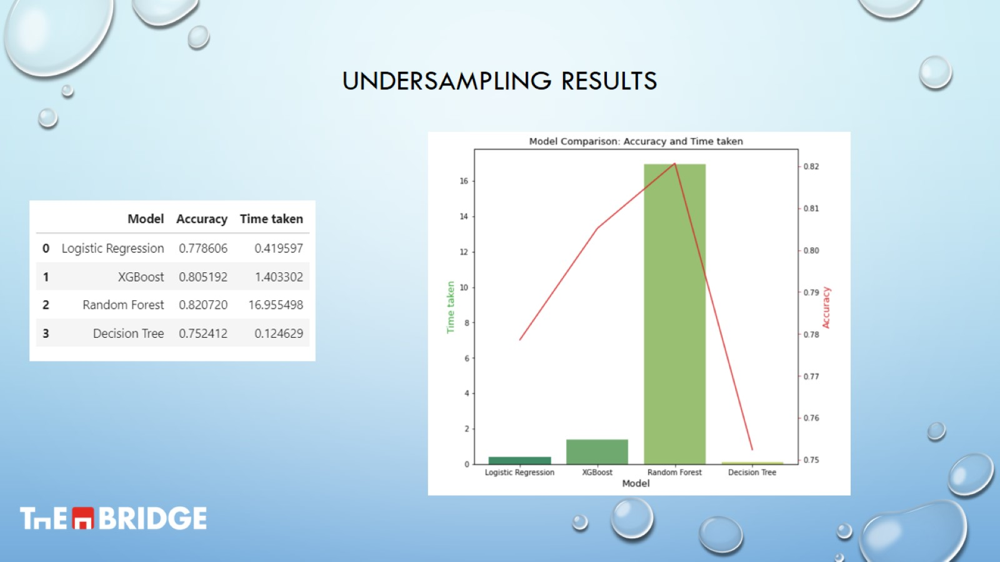 UNDERSAMPLING RESULTS
Model Accuracy Time taken
0 Logistic Regression 0.778606 0.419597
1 XGBoost 0.805192 1.403302
2 Random Forest 0.820720 16.955498
3 Decision Tree 0.752412 0.124629
Model Comparison: Accuracy and Time taken
Time taken
16
14
12
10
8
6
4
2
0
0.82
0.81
0.80
0.79
0.78
0.77
0.76
0.75
Accuracy
Logistic Regression XGBoost Random Forest Decision Tree
Model
THE BRIDGE